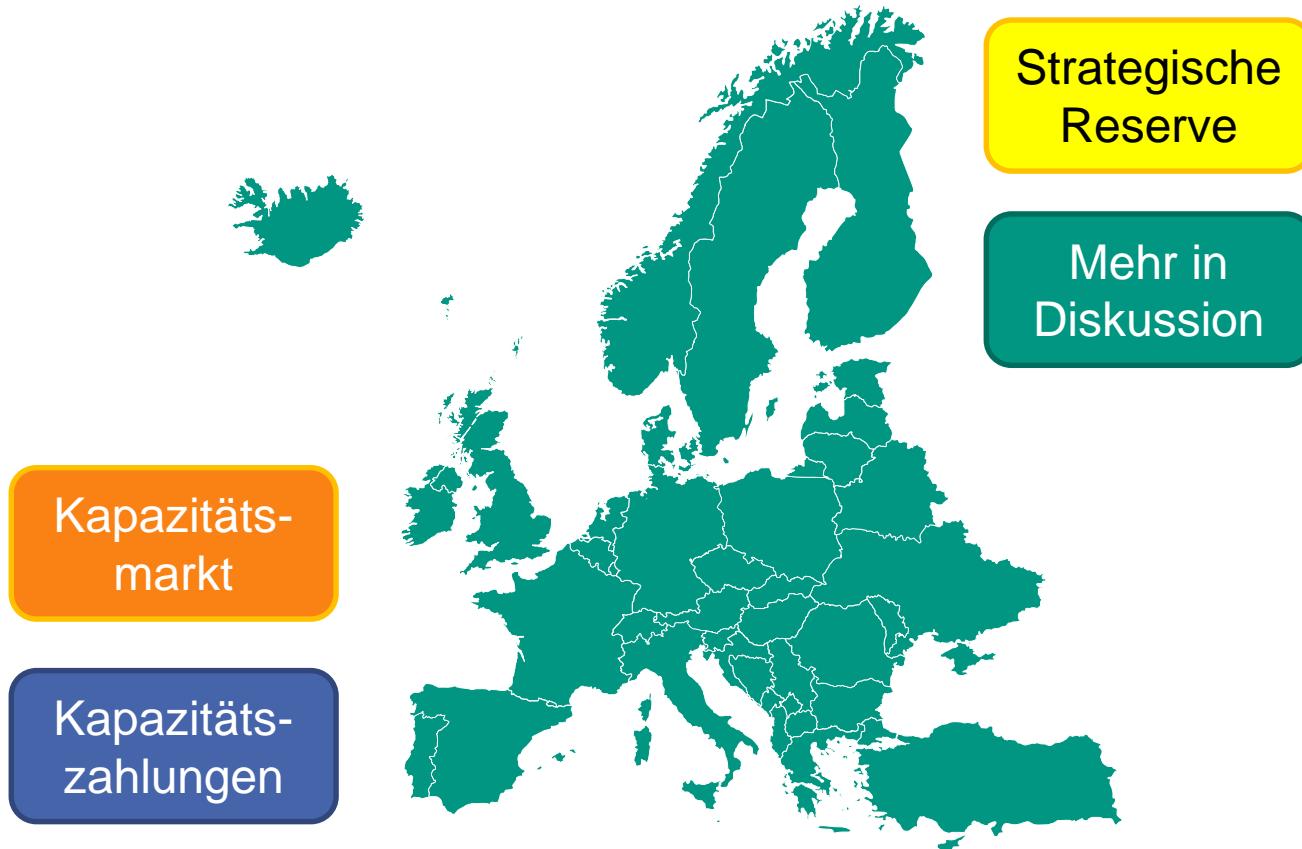 Strategische
Reserve
Mehr in
Diskussion
Kapazitäts-
markt
Kapazitäts-
zahlungen